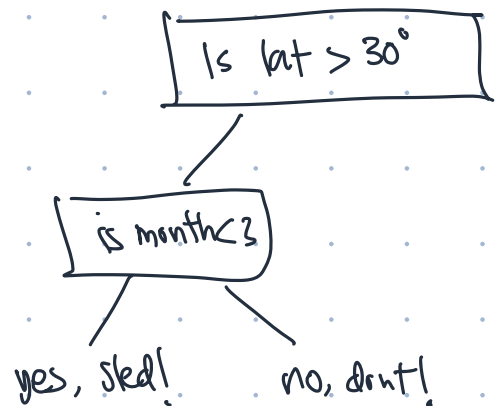 Is lat > 30°
is month<3
yes, sled!
no, dont!